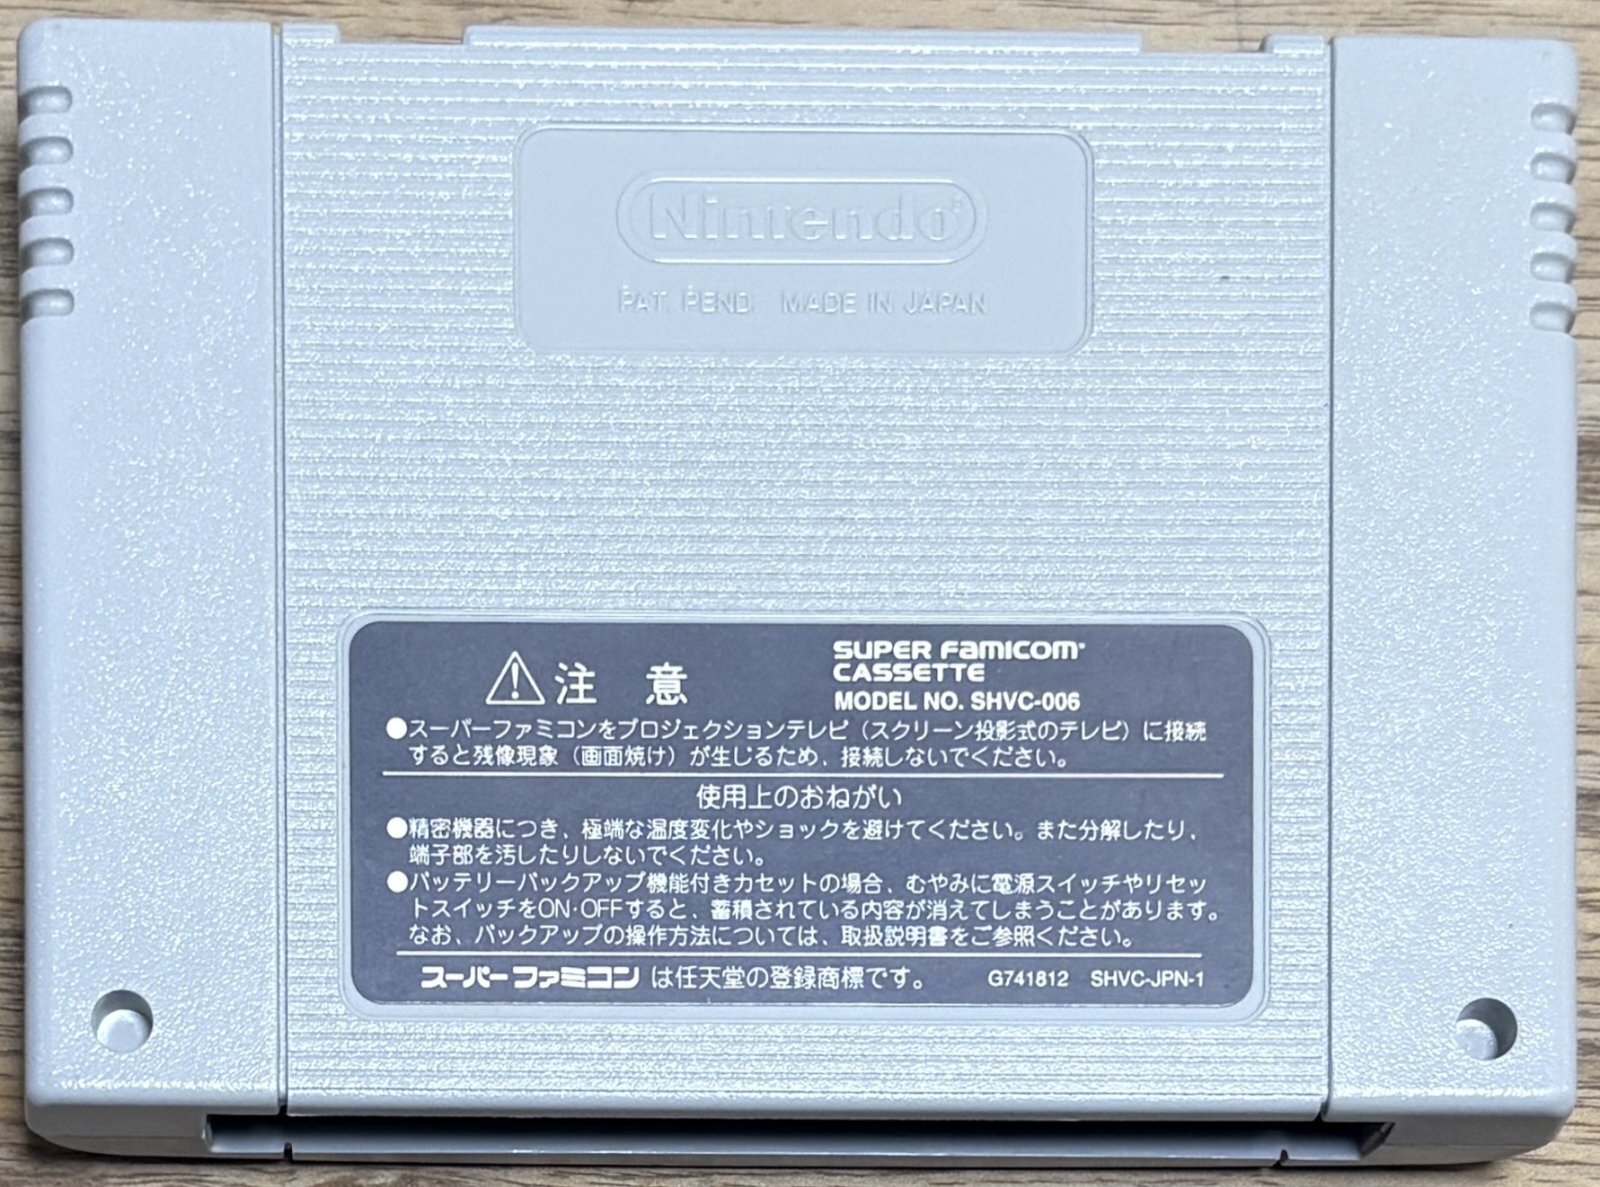 Nintendo®
PAT. PEND. MADE IN JAPAN
注 意
SUPER FAMICOM
CASSETTE
MODEL NO. SHVC-006
●スーパーファミコンをプロジェクションテレビ（スクリーン投影式のテレビ）に接続
すると残像現象（画面焼け）が生じるため、接続しないでください。
使用上のおねがい
●精密機器につき、極端な温度変化やショックを避けてください。また分解したり、
端子部を汚したりしないでください。
●バッテリーバックアップ機能付きカセットの場合、むやみに電源スイッチやリセッ
トスイッチをON・OFFすると、蓄積されている内容が消えてしまうことがあります。
なお、バックアップの操作方法については、取扱説明書をご参照ください。
スーパーファミコン は任天堂の登録商標です。 G741812 SHVC-JPN-1